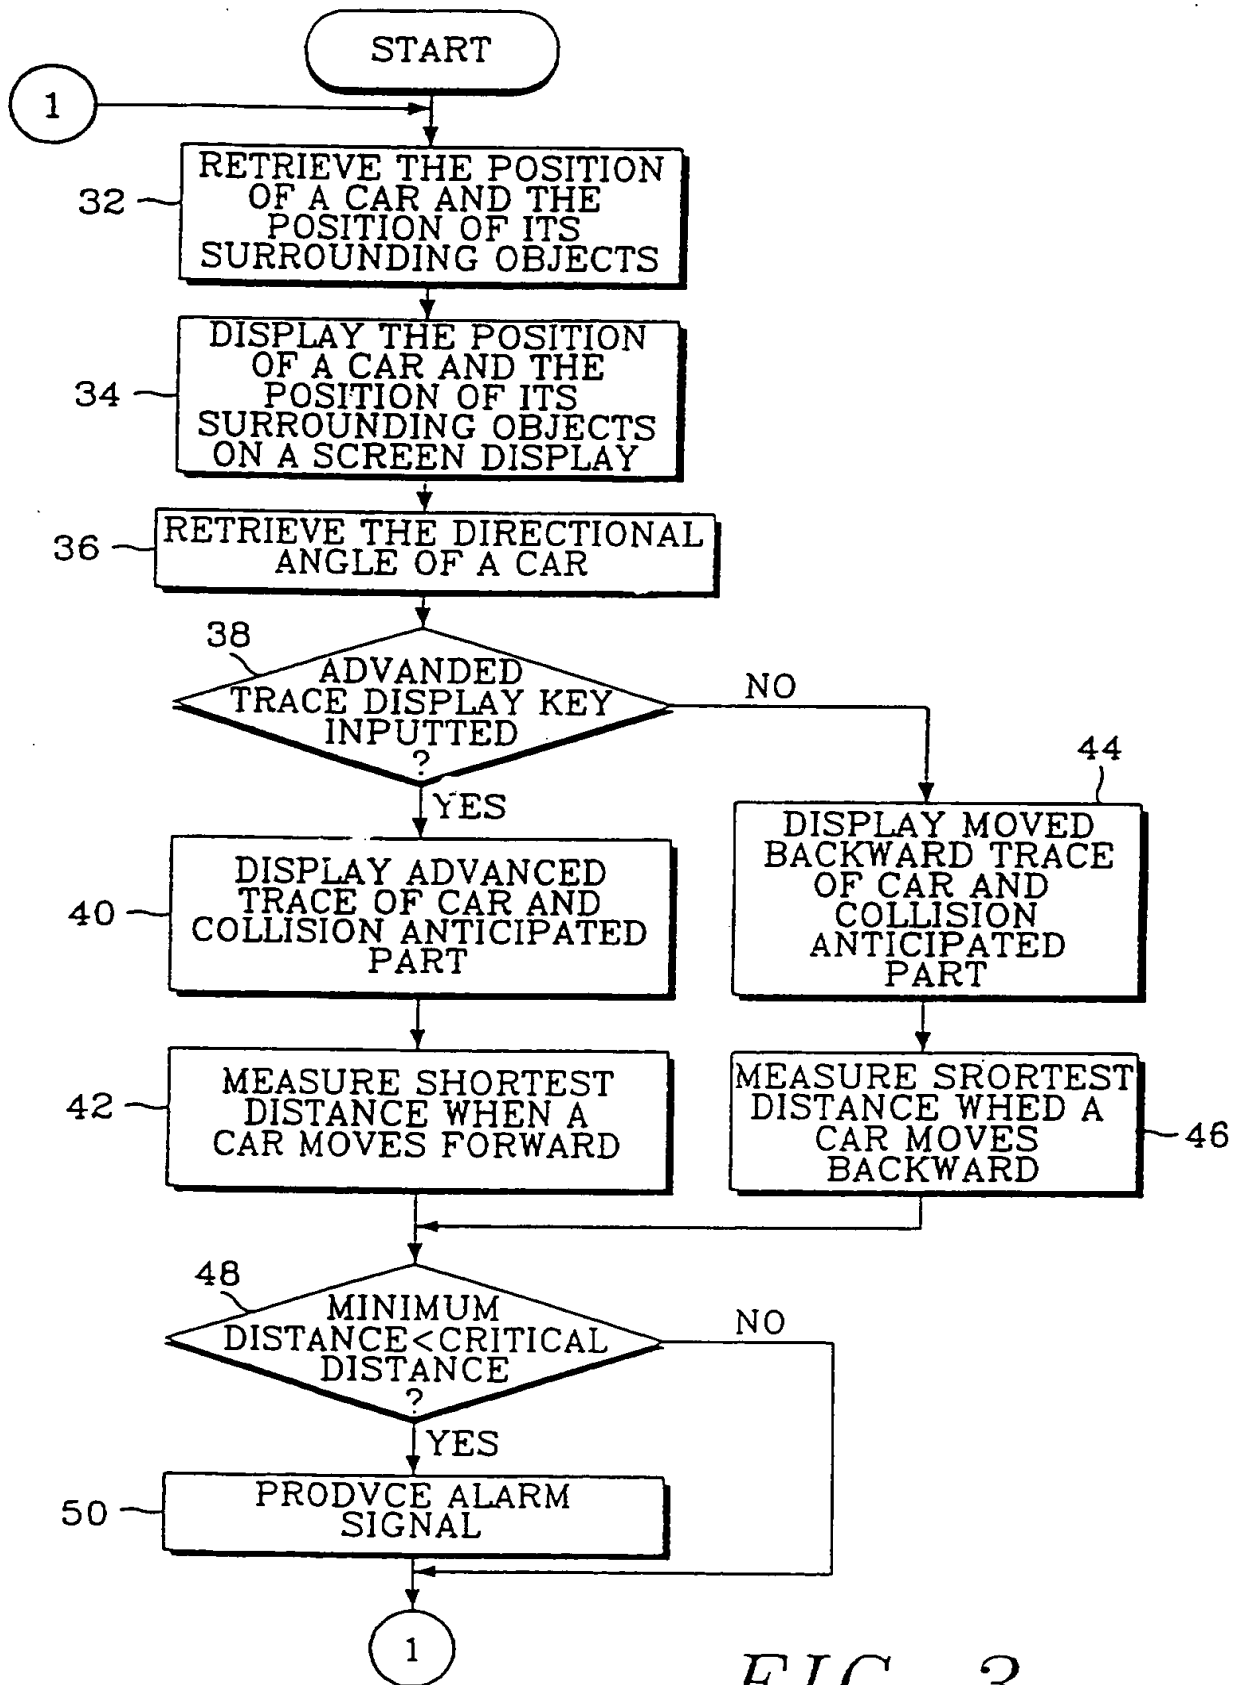 START
1
32
RETRIEVE THE POSITION
OF A CAR AND THE
POSITION OF ITS
SURROUNDING OBJECTS
34
DISPLAY THE POSITION
OF A CAR AND THE
POSITION OF ITS
SURROUNDING OBJECTS
ON A SCREEN DISPLAY
36
RETRIEVE THE DIRECTIONAL
ANGLE OF A CAR
38
ADVANDED
TRACE DISPLAY KEY
INPUTTED
?
NO
YES
40
DISPLAY ADVANCED
TRACE OF CAR AND
COLLISION ANTICIPATED
PART
44
DISPLAY MOVED
BACKWARD TRACE
OF CAR AND
COLLISION
ANTICIPATED
PART
42
MEASURE SHORTEST
DISTANCE WHEN A
CAR MOVES FORWARD
MEASURE SRORTEST
DISTANCE WHED A
CAR MOVES
BACKWARD
46
48
MINIMUM
DISTANCE<CRITICAL
DISTANCE
?
NO
YES
50
PRODVCE ALARM
SIGNAL
1
FIG.